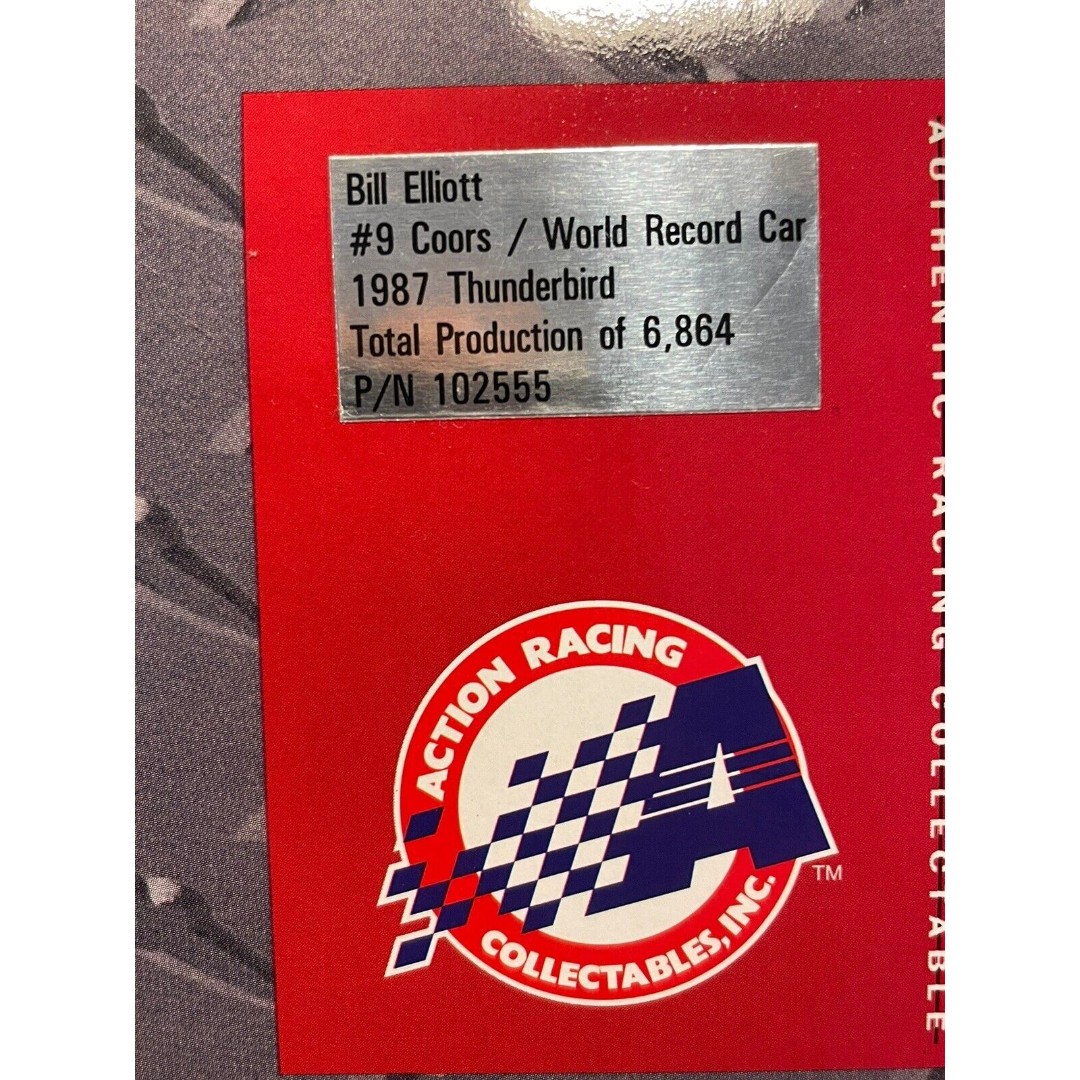 Bill Elliott
#9 Coors / World Record Car
1987 Thunderbird
Total Production of 6,864
P/N 102555
AUTHENTIC RACING COLLECTABLE
ACTION RACING
A
COLLECTABLES, INC.
TM